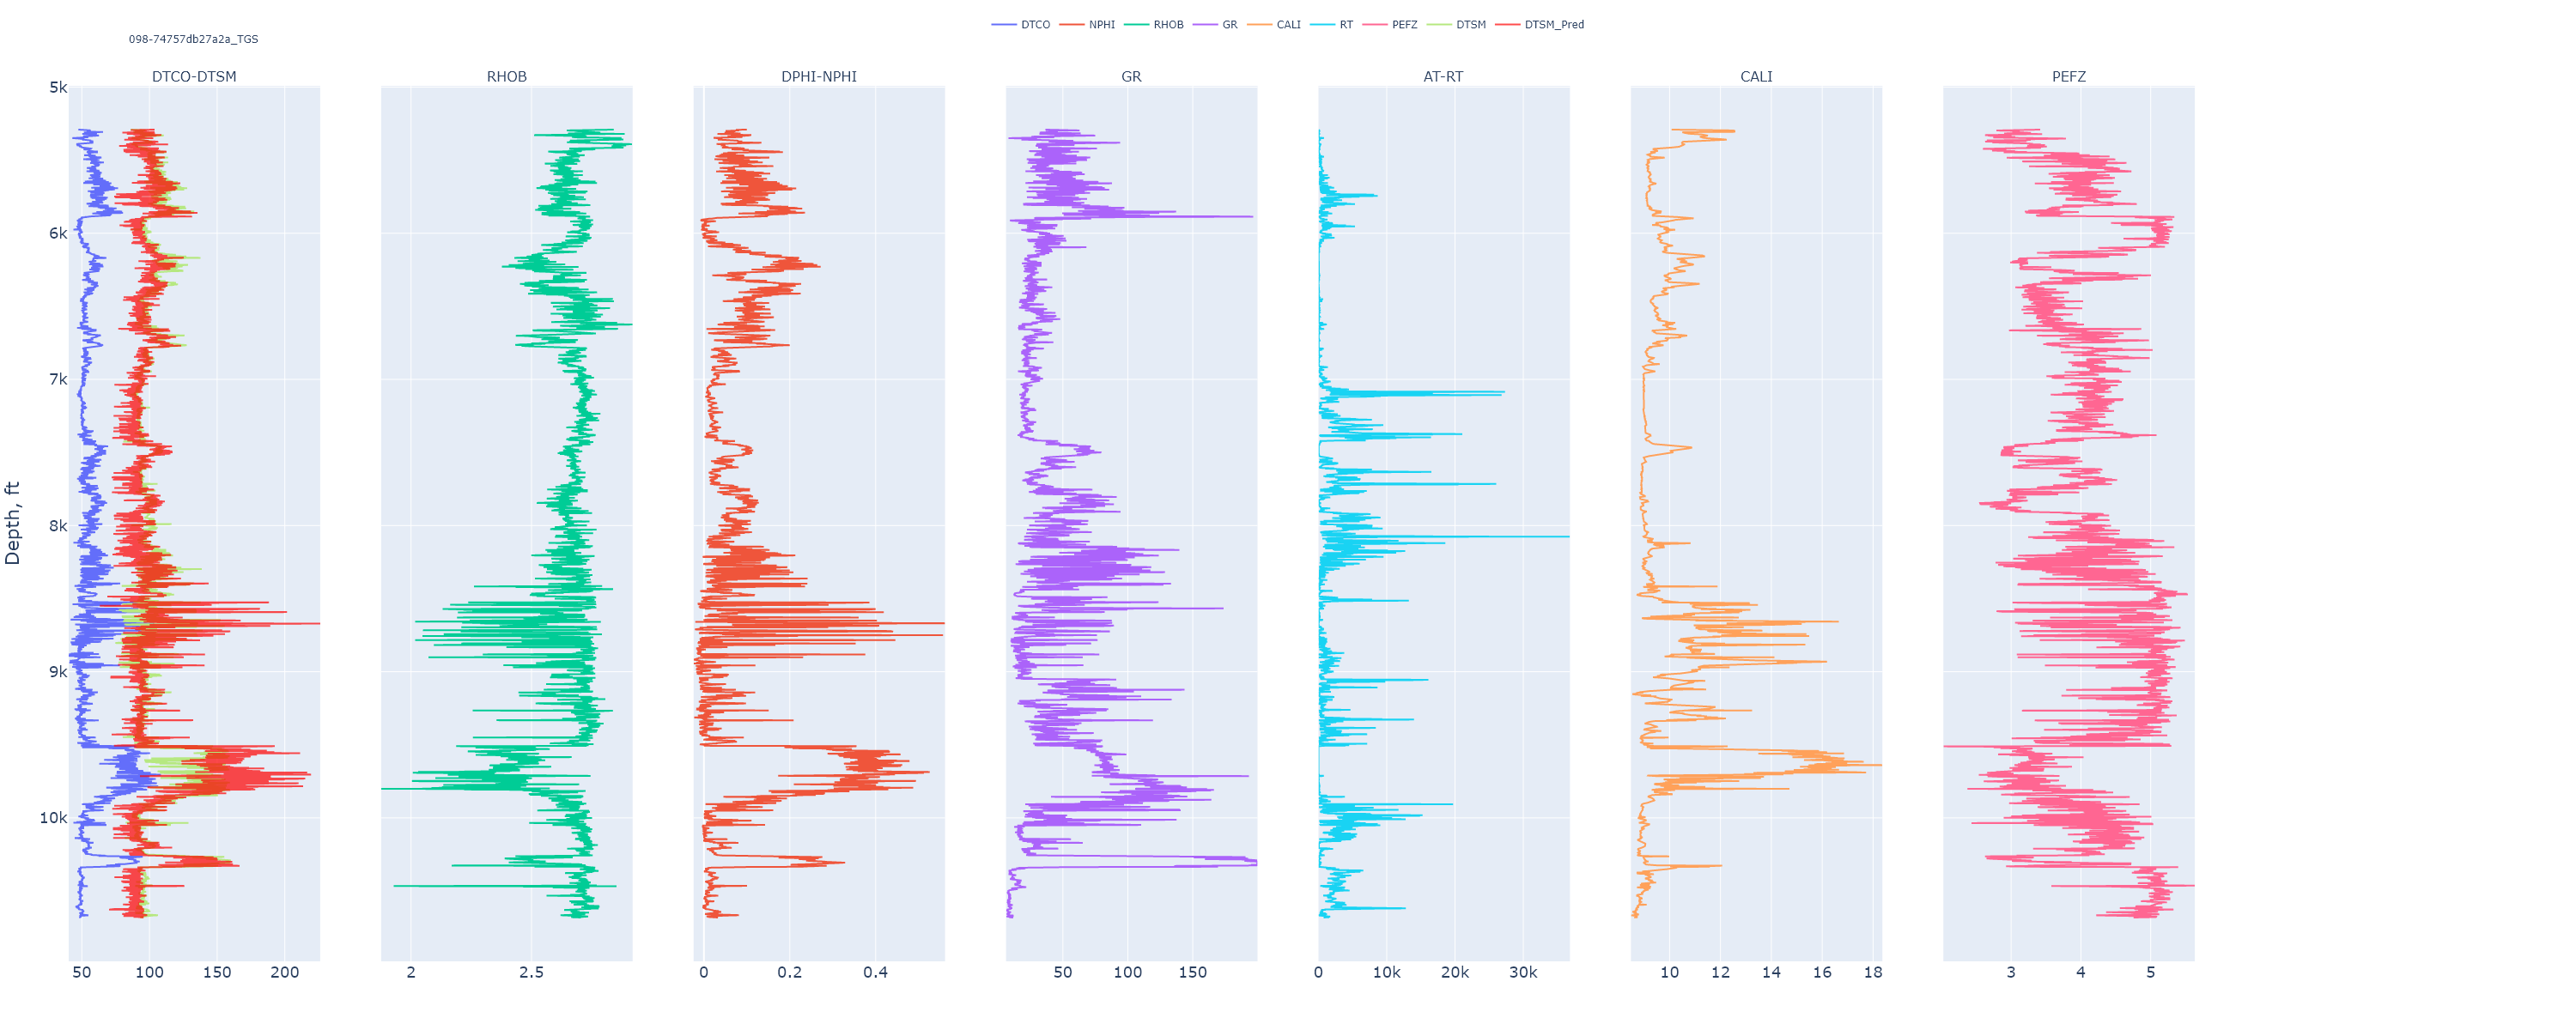 DTCO NPHI RHOB GR CALI RT PEFZ DTSM DTSM_Pred
098-74757db27a2a_TGS
DTCO-DTSM RHOB DPHI-NPHI GR AT-RT CALI PEFZ
5k
6k
7k
8k
9k
10k
Depth, ft
50 100 150 200 2 2.5 0 0.2 0.4 50 100 150 0 10k 20k 30k 10 12 14 16 18 3 4 5